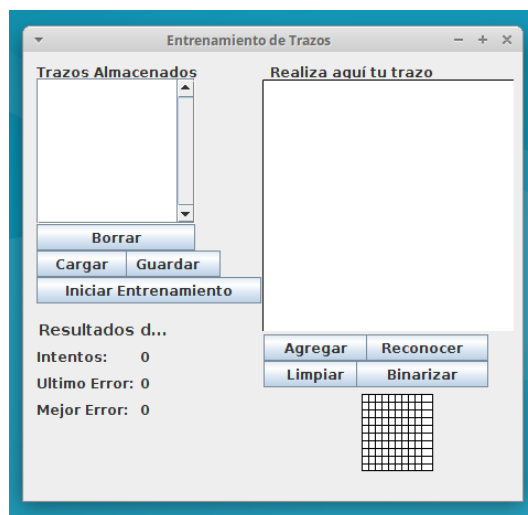 Entrenamiento de Trazos
Trazos Almacenados
Realiza aquí tu trazo
Borrar
Cargar Guardar
Iniciar Entrenamiento
Resultados d...
Intentos: 0
Ultimo Error: 0
Mejor Error: 0
Agregar Reconocer
Limpiar Binarizar